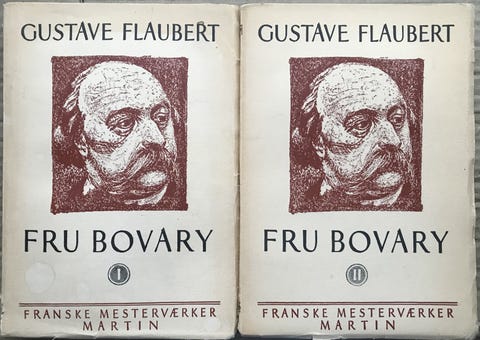 GUSTAVE FLAUBERT
FRU BOVARY
I
FRANSKE MESTERVÆRKER
MARTIN
GUSTAVE FLAUBERT
FRU BOVARY
II
FRANSKE MESTERVÆRKER
MARTIN